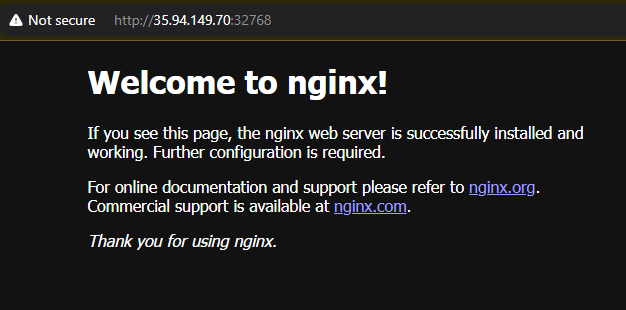 Not secure http://35.94.149.70:32768
Welcome to nginx!
If you see this page, the nginx web server is successfully installed and
working. Further configuration is required.
For online documentation and support please refer to nginx.org.
Commercial support is available at nginx.com.
Thank you for using nginx.